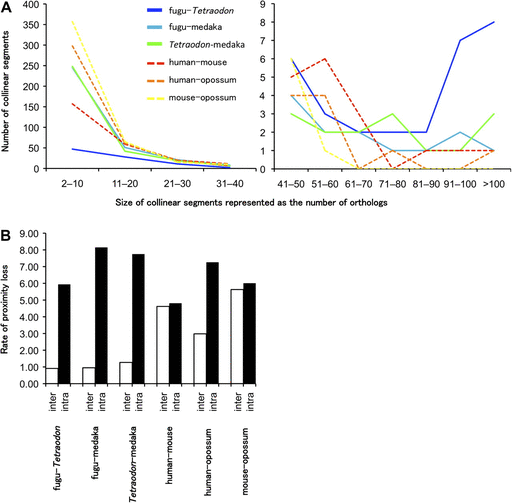 A
Number of collinear segments
400
350
300
250
200
150
100
50
0
2–10
11–20
21–30
31–40
fugu–Tetraodon
fugu-medaka
Tetraodon-medaka
human–mouse
human-opossum
mouse-opossum
9
8
7
6
5
4
3
2
1
0
41–50
51–60
61–70
71–80
81–90
91–100
>100
Size of collinear segments represented as the number of orthologs
B
Rate of proximity loss
9.00
8.00
7.00
6.00
5.00
4.00
3.00
2.00
1.00
0.00
inter
intra
inter
intra
inter
intra
inter
intra
inter
intra
inter
intra
fugu–Tetraodon
fugu-medaka
Tetraodon–medaka
human–mouse
human–opossum
mouse–opossum